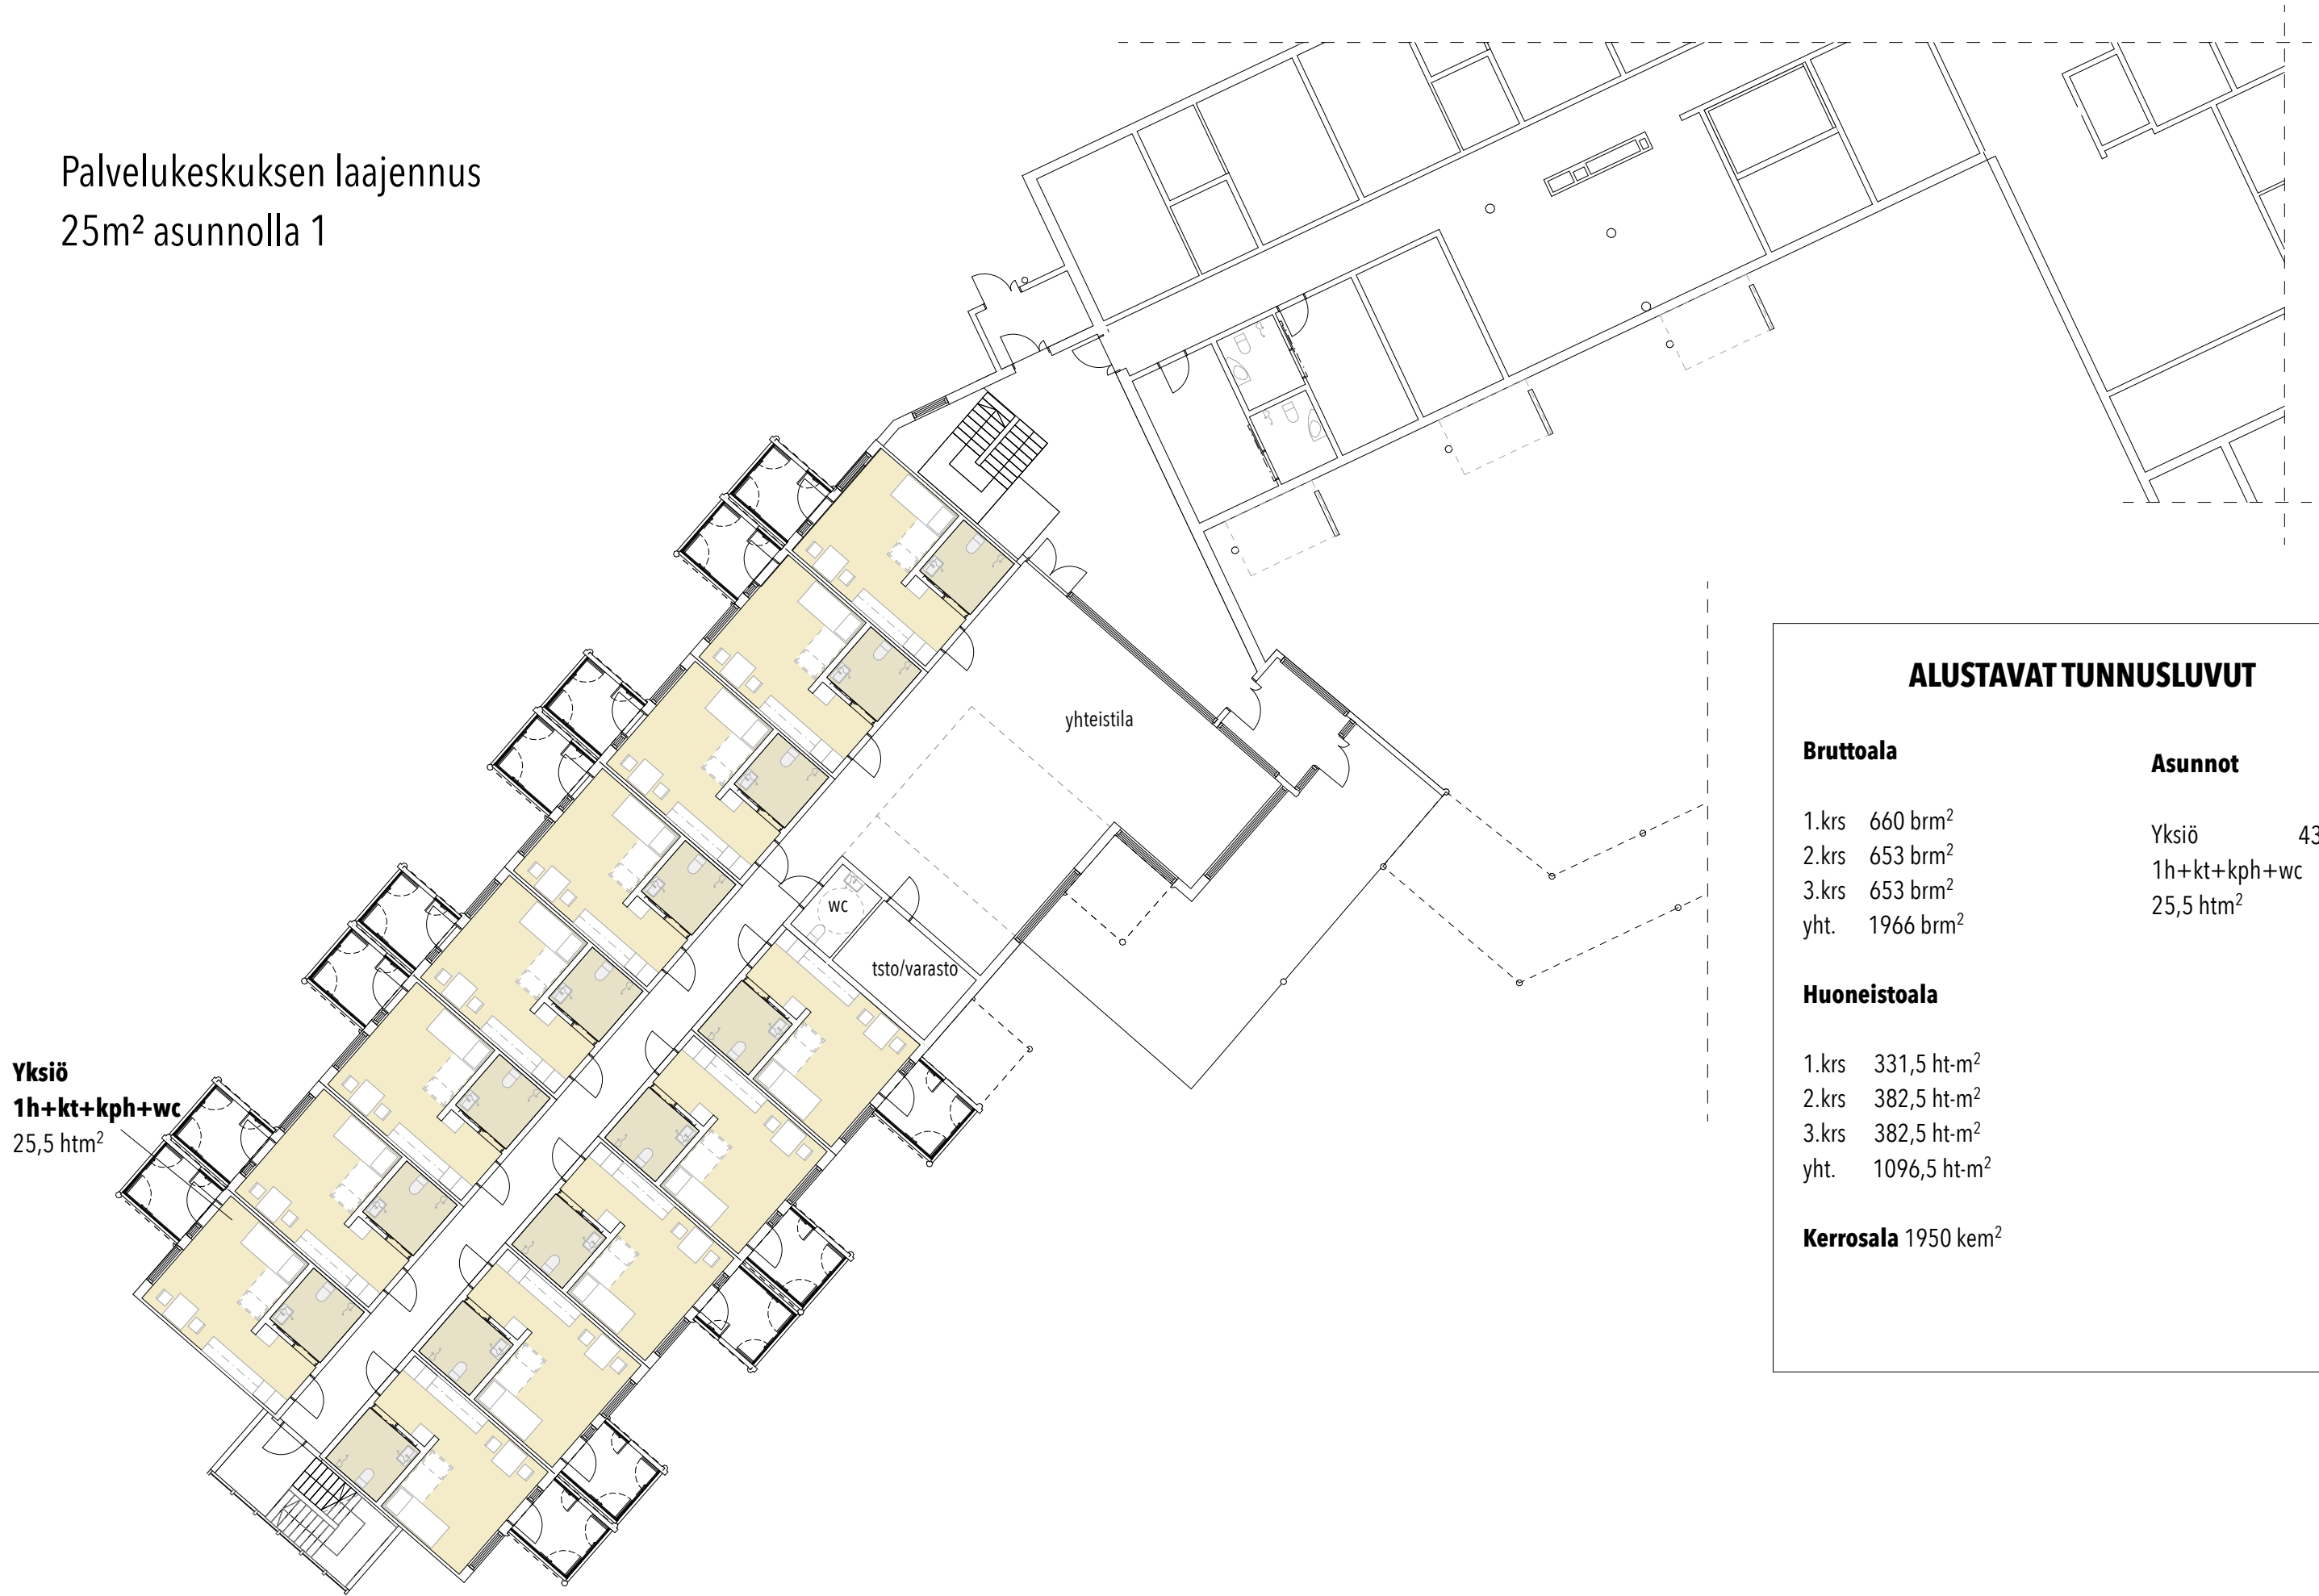 Palvelukeskuksen laajennus
25m² asunnolla 1
yhteistila
wc
tsto/varasto
Yksiö
1h+kt+kph+wc
25,5 htm²
ALUSTAVAT TUNNUSLUVUT
Bruttoala
1.krs 660 brm²
2.krs 653 brm²
3.krs 653 brm²
yht. 1966 brm²
Huoneistoala
1.krs 331,5 ht-m²
2.krs 382,5 ht-m²
3.krs 382,5 ht-m²
yht. 1096,5 ht-m²
Kerrosala 1950 kem²
Asunnot
Yksiö 43
1h+kt+kph+wc
25,5 htm²